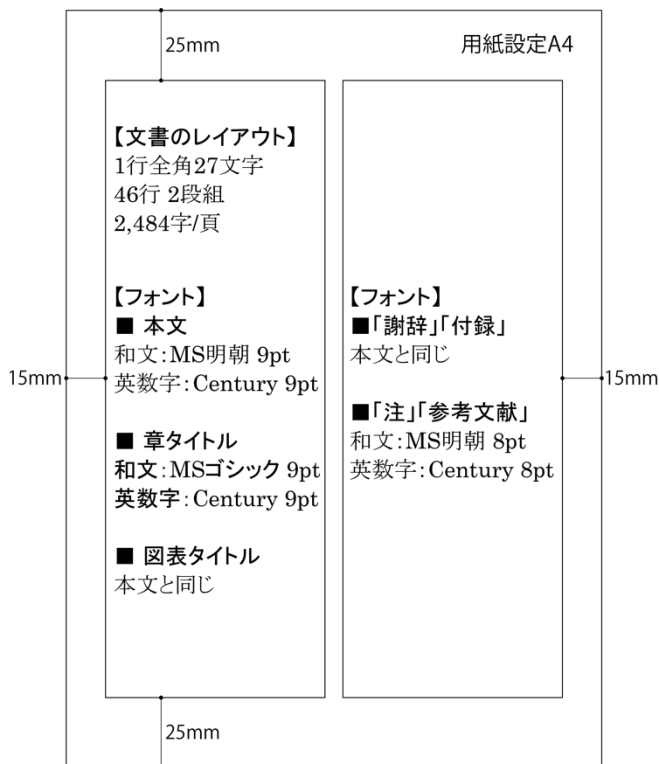 25mm
用紙設定A4
【文書のレイアウト】
1行全角27文字
46行 2段組
2,484字/頁
【フォント】
■ 本文
和文:MS明朝 9pt
英数字:Century 9pt
■ 章タイトル
和文:MSゴシック 9pt
英数字:Century 9pt
■ 図表タイトル
本文と同じ
【フォント】
■「謝辞」「付録」
本文と同じ
■「注」「参考文献」
和文:MS明朝 8pt
英数字:Century 8pt
15mm
15mm
25mm